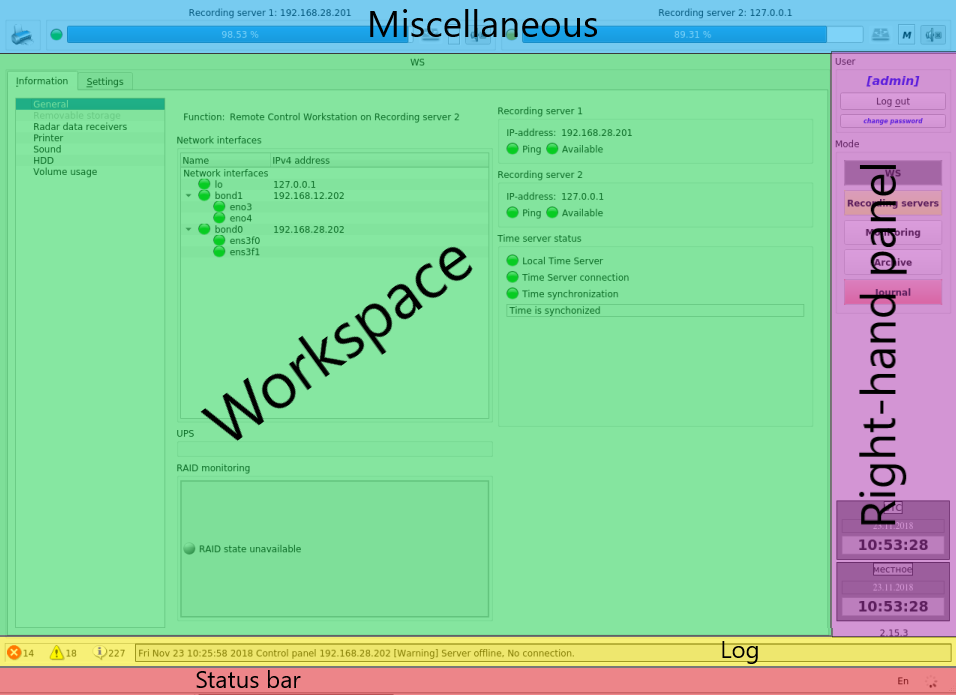 Recording server 1: 192.168.28.201
Recording server 2: 127.0.0.1
Miscellaneous
98.53 %
89.31 %
M
WS
Information
Settings
General
Removable storage
Radar data receivers
Printer
Sound
HDD
Volume usage
Function: Remote Control Workstation on Recording server 2
Network interfaces
Name IPv4 address
Network interfaces
lo 127.0.0.1
bond1 192.168.12.202
eno3
eno4
bond0 192.168.28.202
ens3f0
ens3f1
UPS
RAID monitoring
RAID state unavailable
Recording server 1
IP-address: 192.168.28.201
Ping Available
Recording server 2
IP-address: 127.0.0.1
Ping Available
Time server status
Local Time Server
Time Server connection
Time synchronization
Time is synchonized
Workspace
User
[admin]
Log out
change password
Mode
WS
Recording servers
Monitoring
Archive
Journal
Right-hand panel
23.11.2018
10:53:28
местное
23.11.2018
10:53:28
2.15.3
14 18 227
Fri Nov 23 10:25:58 2018 Control panel 192.168.28.202 [Warning] Server offline, No connection.
Log
Status bar
En